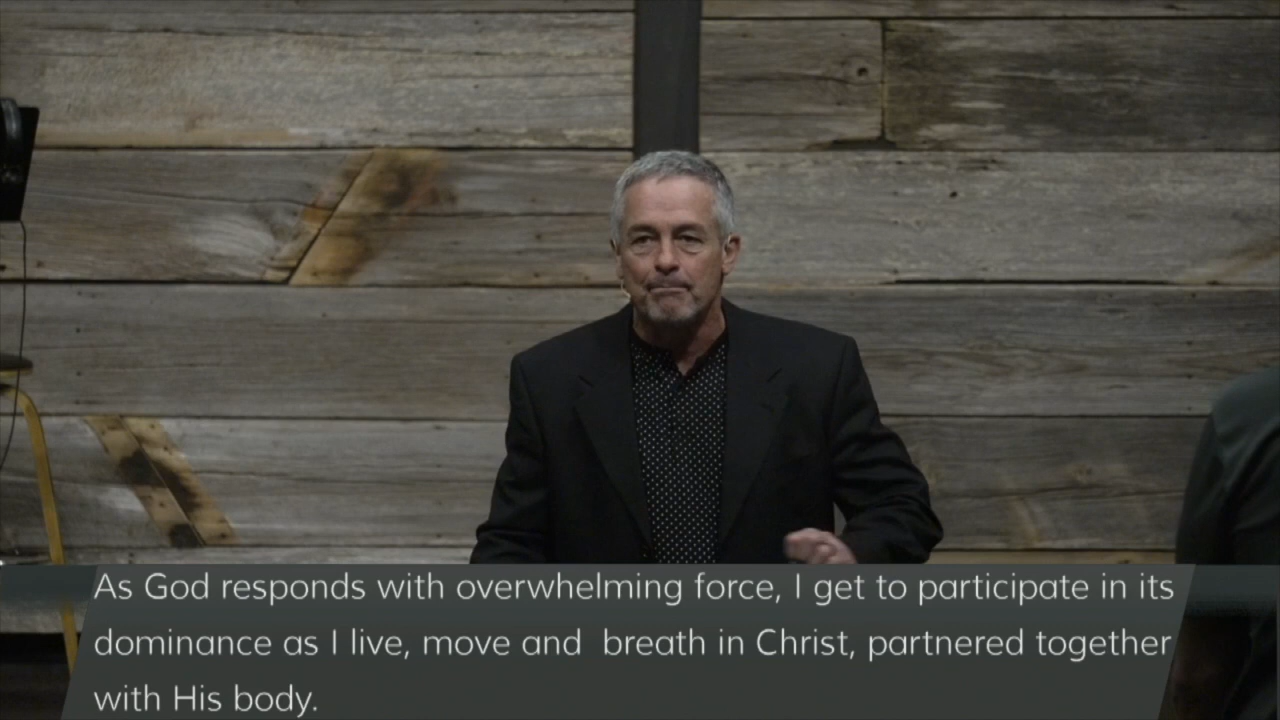 As God responds with overwhelming force, I get to participate in its
dominance as I live, move and  breath in Christ, partnered together
with His body.